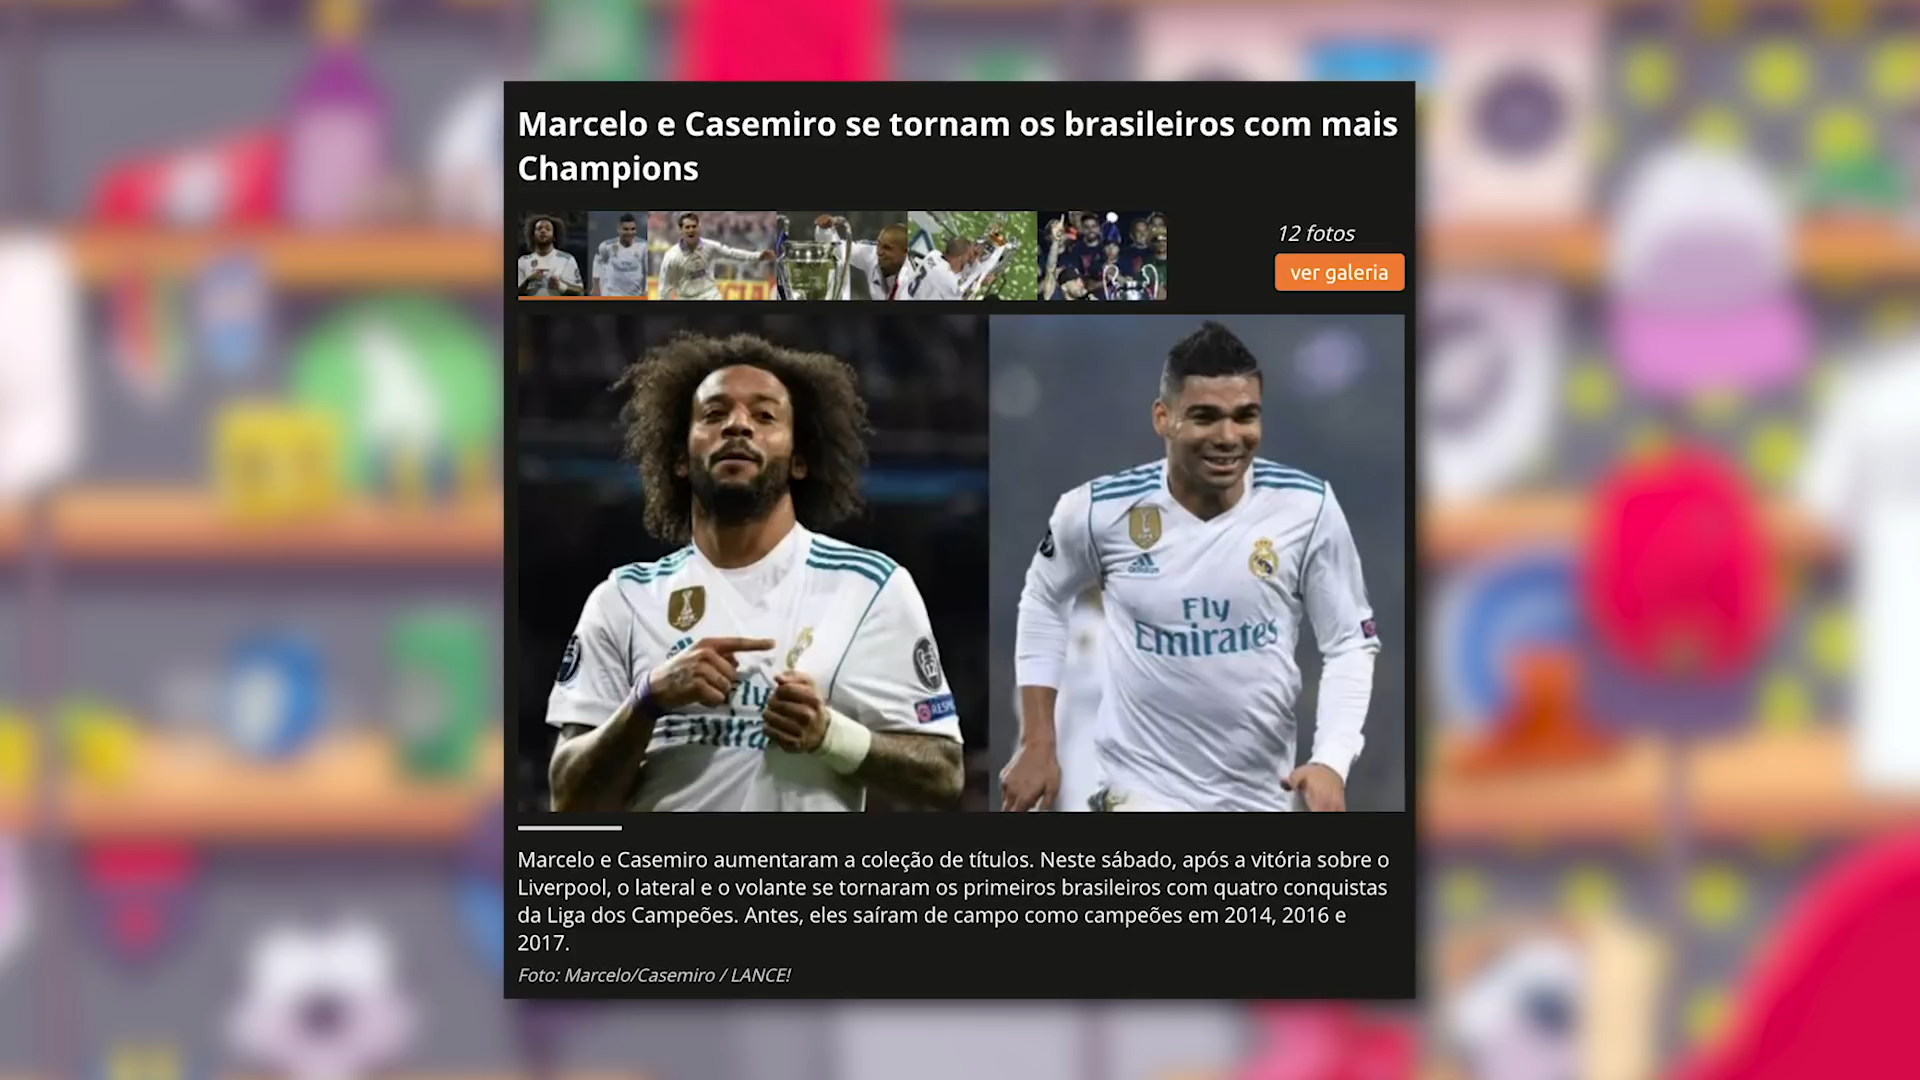 Marcelo e Casemiro se tornam os brasileiros com mais
Champions
12 fotos
ver galeria
Fly
Emirates
adidas
Fly
Emira
RESP
Marcelo e Casemiro aumentaram a coleção de títulos. Neste sábado, após a vitória sobre o
Liverpool, o lateral e o volante se tornaram os primeiros brasileiros com quatro conquistas
da Liga dos Campeões. Antes, eles saíram de campo como campeões em 2014, 2016 e
2017.
Foto: Marcelo/Casemiro / LANCE!